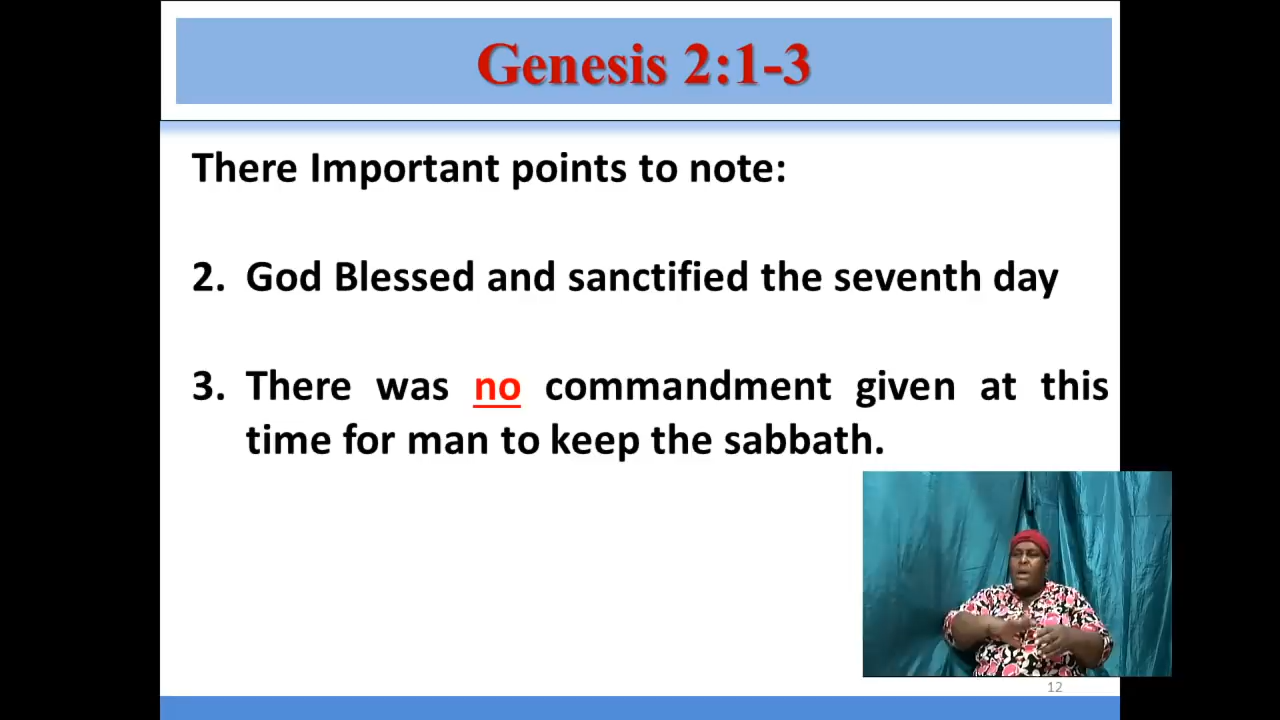 Genesis 2:1-3
There Important points to note:
2. God Blessed and sanctified the seventh day
3. There was no commandment given at this
time for man to keep the sabbath.
12